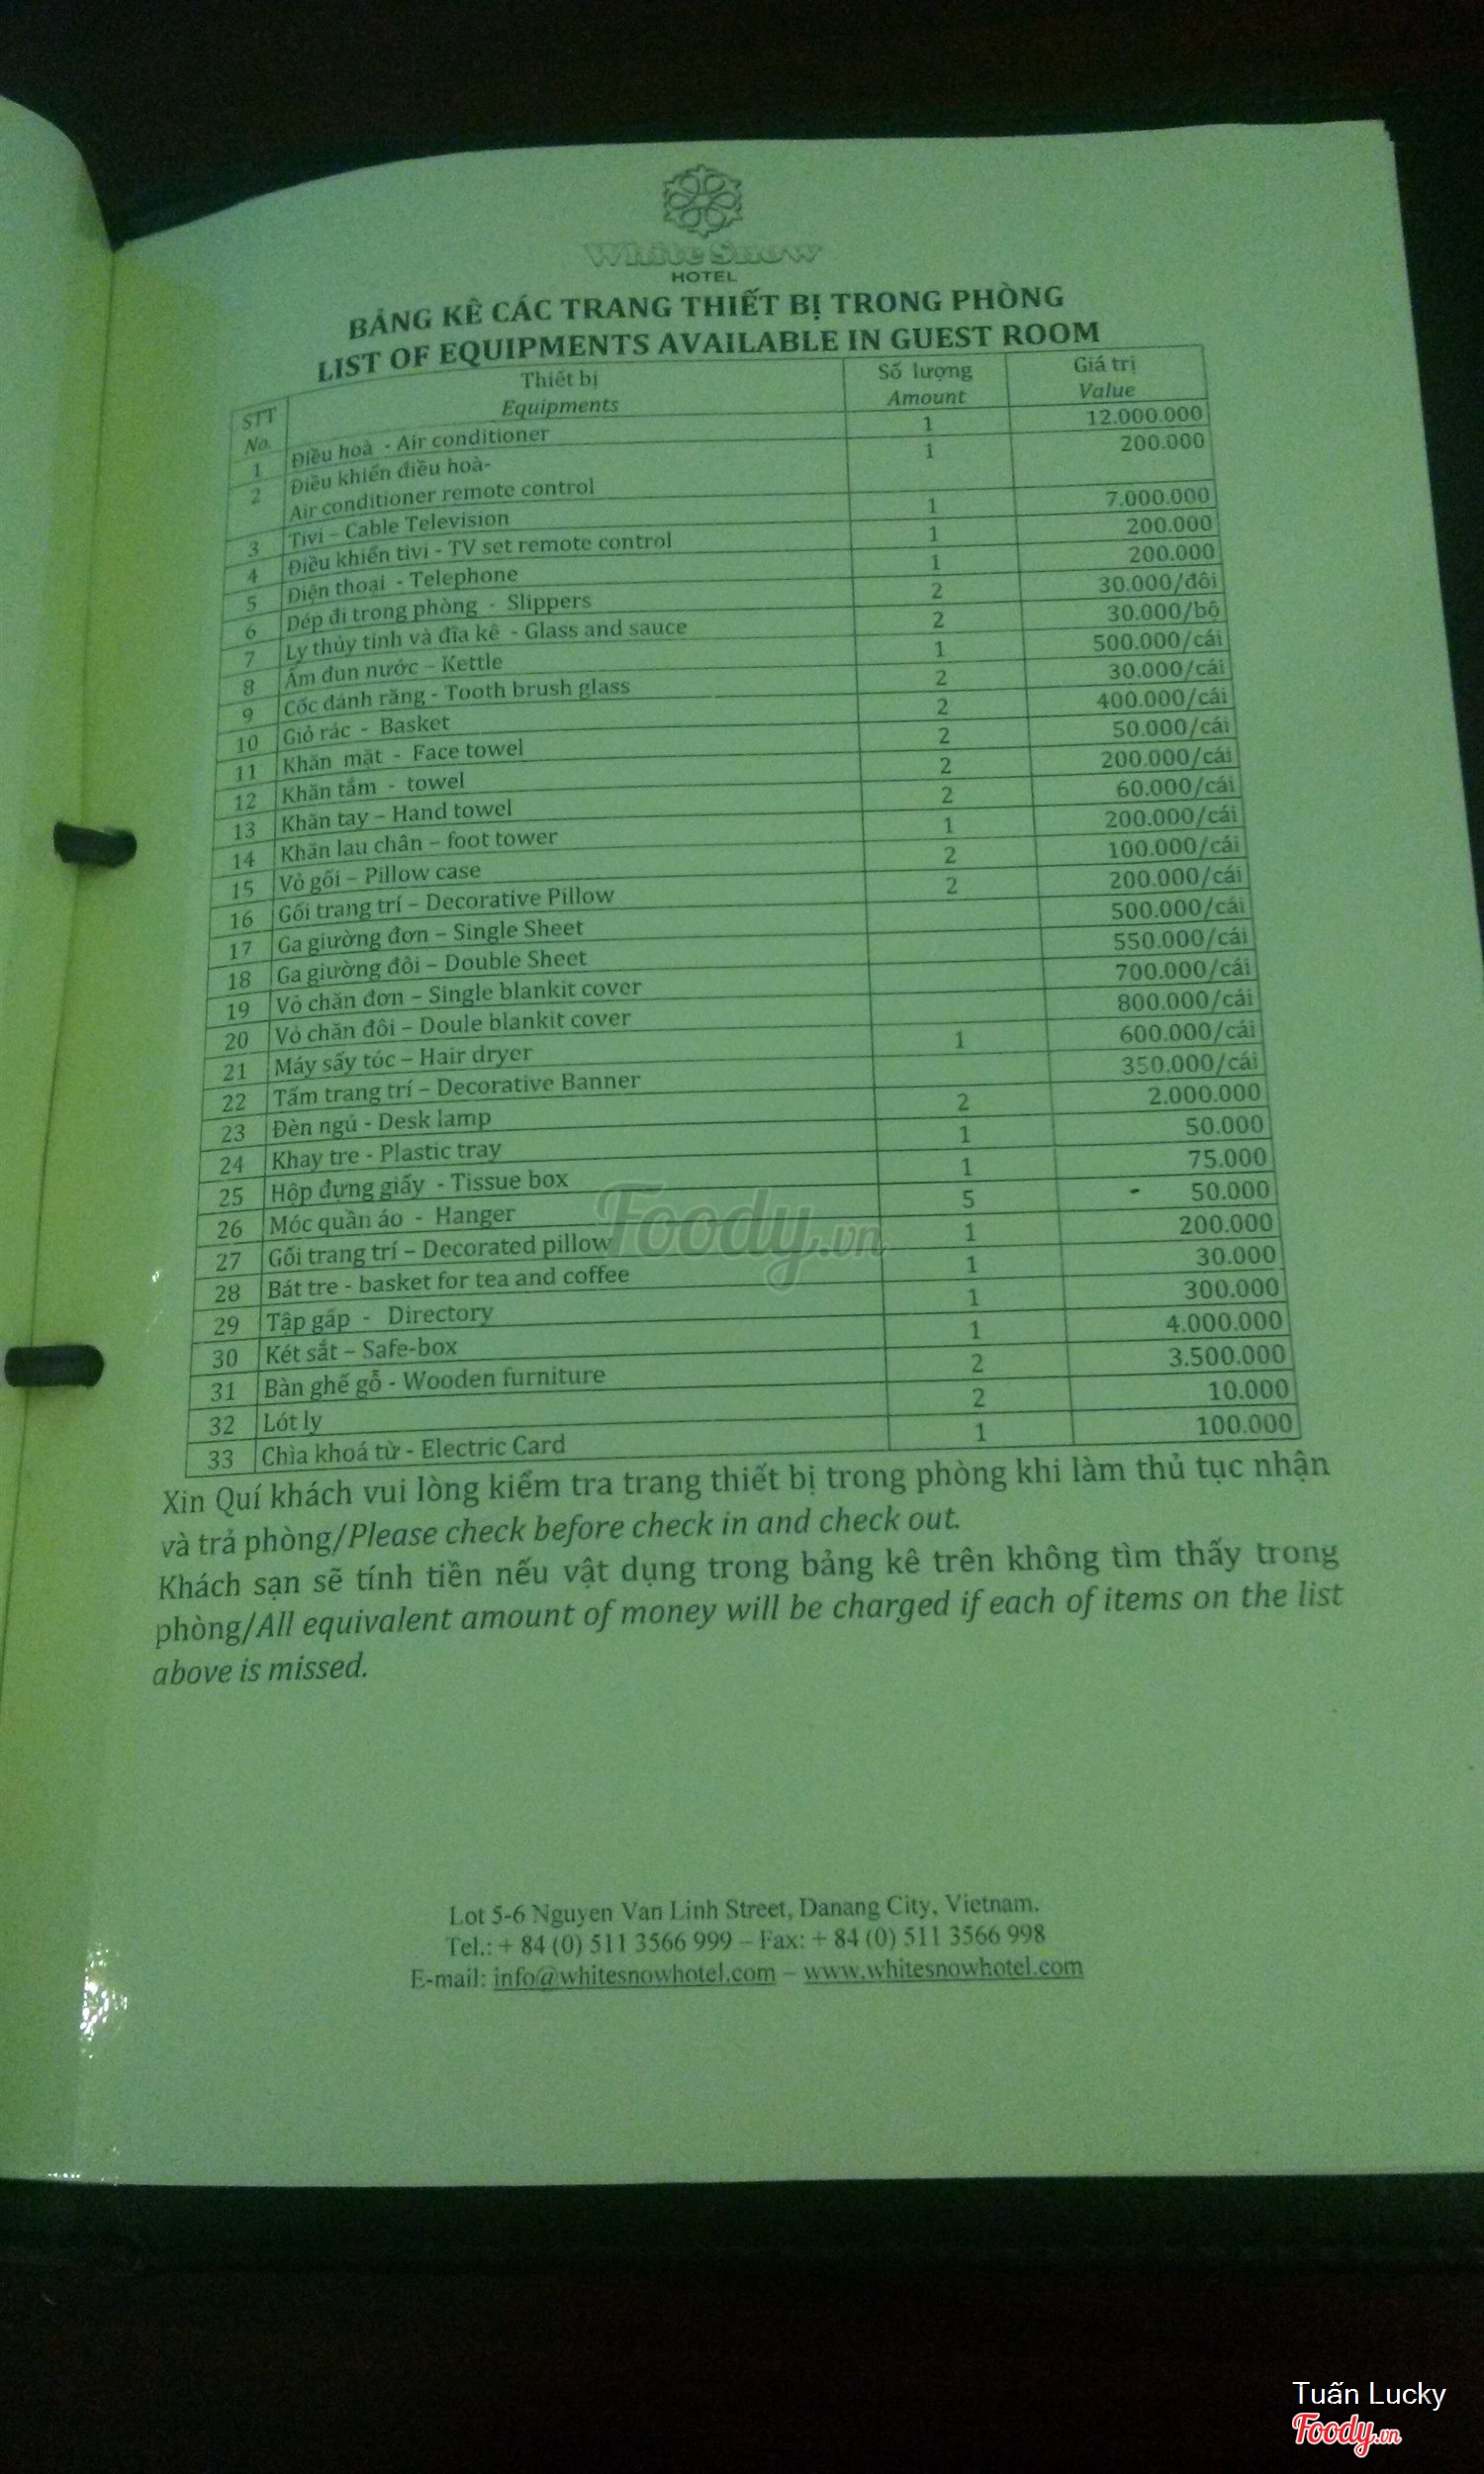 White Snow
HOTEL
BẢNG KÊ CÁC TRANG THIẾT BỊ TRONG PHÒNG
LIST OF EQUIPMENTS AVAILABLE IN GUEST ROOM
STT Thiết bị Số lượng Giá trị
No. Equipments Amount Value
1 Điều hoà - Air conditioner 1 12.000.000
2 Điều khiển điều hoà- 1 200.000
Air conditioner remote control
3 Tivi – Cable Television 1 7.000.000
4 Điều khiển tivi - TV set remote control 1 200.000
5 Điện thoại - Telephone 1 200.000
6 Dép đi trong phòng - Slippers 2 30.000/đôi
7 Ly thủy tinh và đĩa kê - Glass and sauce 2 30.000/bộ
8 Ấm đun nước – Kettle 1 500.000/cái
9 Cốc đánh răng - Tooth brush glass 2 30.000/cái
10 Giỏ rác - Basket 2 400.000/cái
11 Khăn mặt - Face towel 2 50.000/cái
12 Khăn tắm - towel 2 200.000/cái
13 Khăn tay – Hand towel 2 60.000/cái
14 Khăn lau chân – foot tower 1 200.000/cái
15 Vỏ gối – Pillow case 2 100.000/cái
16 Gối trang trí – Decorative Pillow 2 200.000/cái
17 Ga giường đơn – Single Sheet 500.000/cái
18 Ga giường đôi – Double Sheet 550.000/cái
19 Vỏ chăn đơn – Single blankit cover 700.000/cái
20 Vỏ chăn đôi – Doule blankit cover 800.000/cái
21 Máy sấy tóc – Hair dryer 1 600.000/cái
22 Tấm trang trí – Decorative Banner 350.000/cái
23 Đèn ngủ - Desk lamp 2 2.000.000
24 Khay tre - Plastic tray 1 50.000
25 Hộp đựng giấy - Tissue box 1 75.000
26 Móc quần áo - Hanger 5 - 50.000
27 Gối trang trí – Decorated pillow 1 200.000
28 Bát tre - basket for tea and coffee 1 30.000
29 Tập gấp - Directory 1 300.000
30 Két sắt – Safe-box 1 4.000.000
31 Bàn ghế gỗ - Wooden furniture 2 3.500.000
32 Lót ly 2 10.000
33 Chìa khoá từ - Electric Card 1 100.000
Xin Quí khách vui lòng kiểm tra trang thiết bị trong phòng khi làm thủ tục nhận
và trả phòng/Please check before check in and check out.
Khách sạn sẽ tính tiền nếu vật dụng trong bảng kê trên không tìm thấy trong
phòng/All equivalent amount of money will be charged if each of items on the list
above is missed.
Foody.vn
Lot 5-6 Nguyen Van Linh Street, Danang City, Vietnam.
Tel.: + 84 (0) 511 3566 999 – Fax: + 84 (0) 511 3566 998
E-mail: info@whitesnowhotel.com – www.whitesnowhotel.com
Tuấn Lucky
Foody.vn